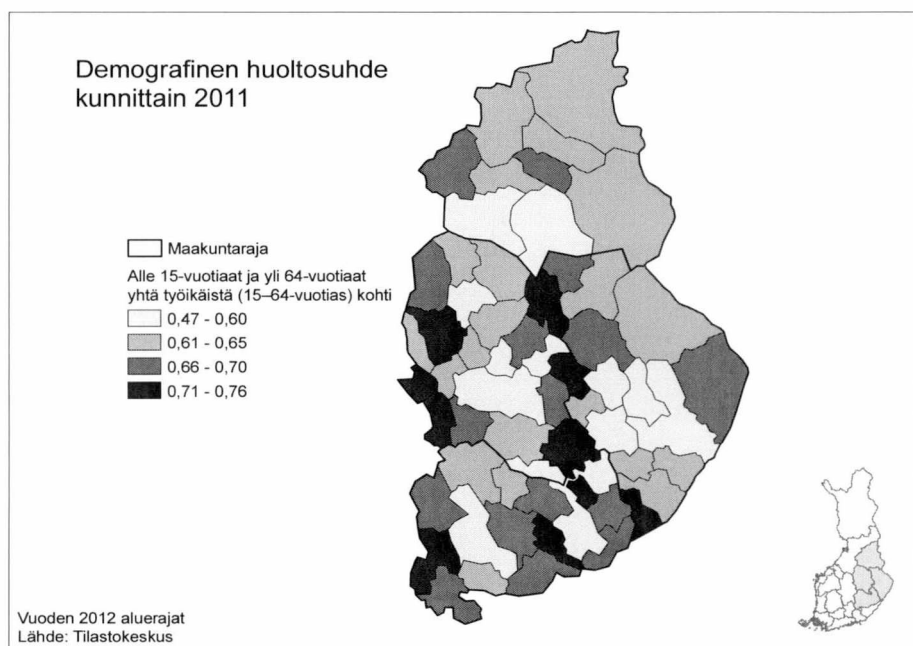 Demografinen huoltosuhde
kunnittain 2011
Maakuntaraja
Alle 15-vuotiaat ja yli 64-vuotiaat
yhtä työikäistä (15–64-vuotias) kohti
0,47 - 0,60
0,61 - 0,65
0,66 - 0,70
0,71 - 0,76
Vuoden 2012 aluerajat
Lähde: Tilastokeskus